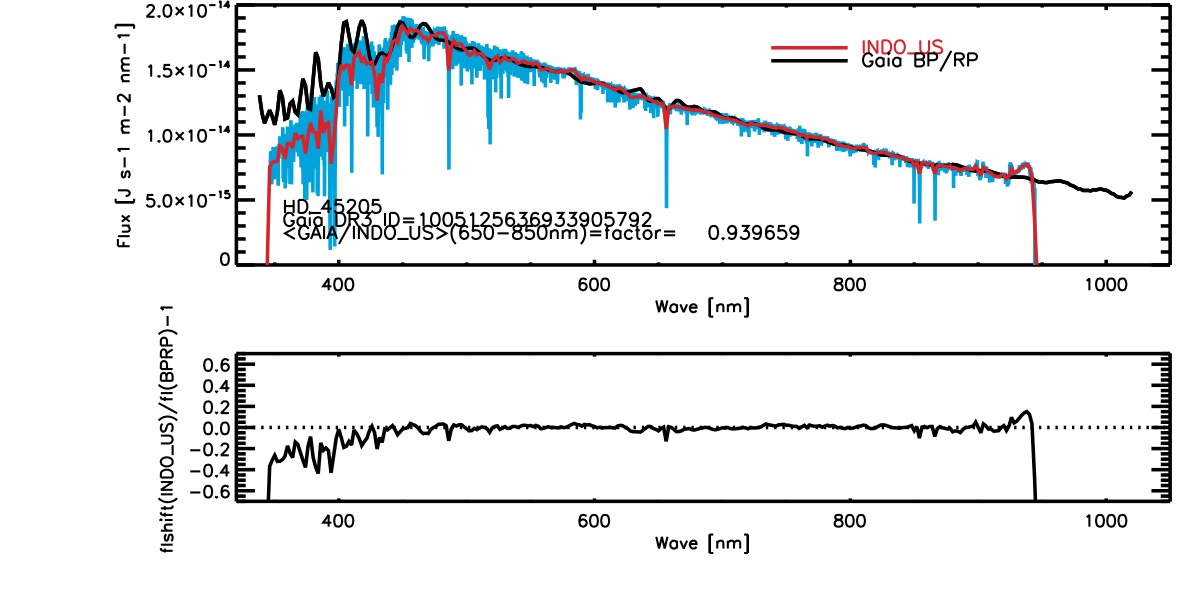 2.0×10⁻¹⁴
1.5×10⁻¹⁴
1.0×10⁻¹⁴
5.0×10⁻¹⁵
0
Flux [J s-1 m-2 nm-1]
INDO_US
Gaia BP/RP
HD_45205
Gaia DR3 ID=1005125636933905792
<GAIA/INDO_US>(650-850nm)=factor= 0.939659
400 600 800 1000
Wave [nm]
flshift(INDO_US)/fl(BPRP)-1
0.6
0.4
0.2
0.0
-0.2
-0.4
-0.6
400 600 800 1000
Wave [nm]